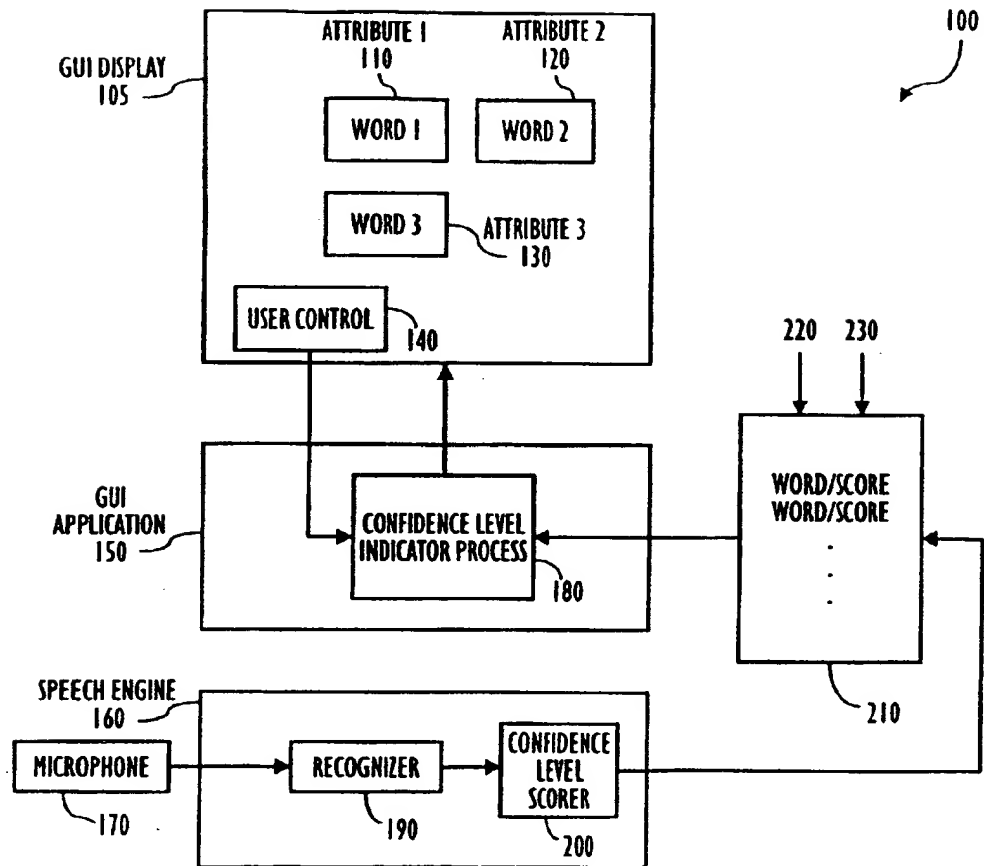 100
ATTRIBUTE 1
110
ATTRIBUTE 2
120
GUI DISPLAY
105
WORD 1
WORD 2
WORD 3
ATTRIBUTE 3
130
USER CONTROL
140
220
230
GUI
APPLICATION
150
CONFIDENCE LEVEL
INDICATOR PROCESS
180
WORD/SCORE
WORD/SCORE
.
.
.
210
SPEECH ENGINE
160
MICROPHONE
170
RECOGNIZER
190
CONFIDENCE
LEVEL
SCORER
200